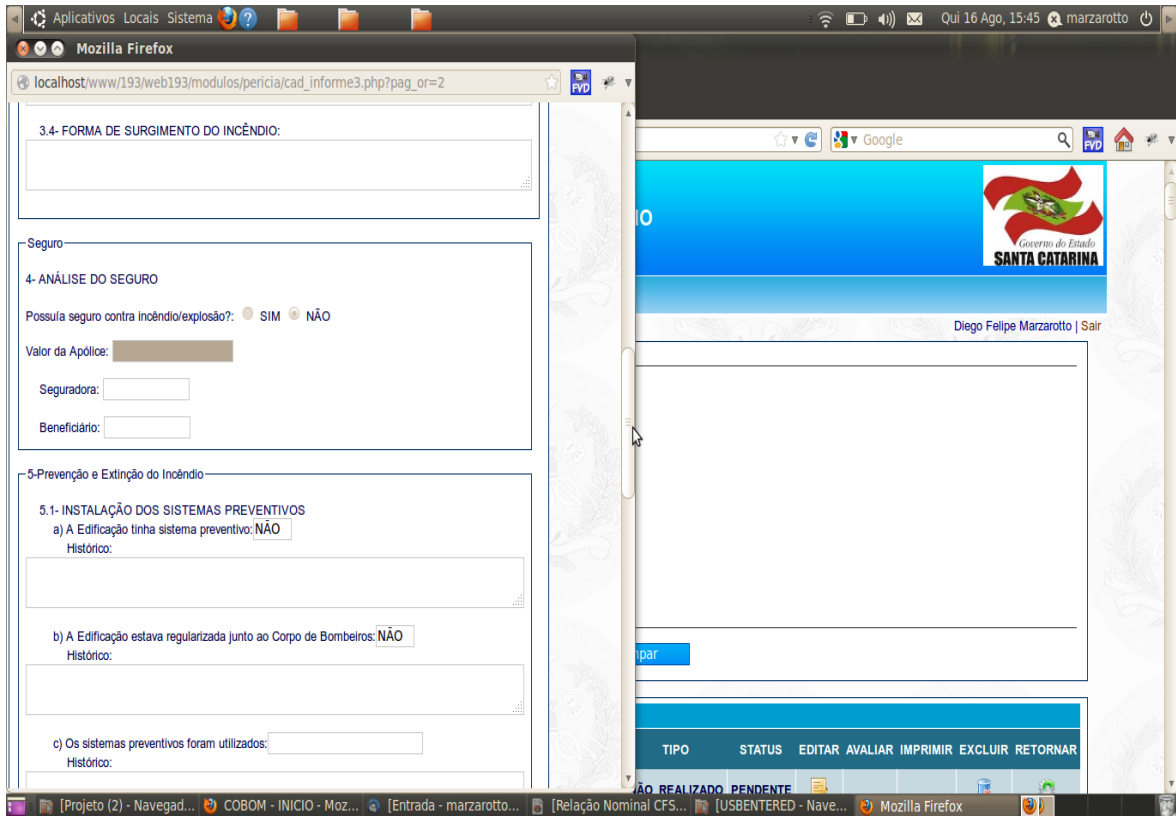 Aplicativos Locais Sistema
Qui 16 Ago, 15:45 marzarotto
Mozilla Firefox
localhost/www/193/web193/modulos/pericia/cad_informe3.php?pag_or=2
FVD
3.4- FORMA DE SURGIMENTO DO INCÊNDIO:
Seguro
4- ANÁLISE DO SEGURO
Possuía seguro contra incêndio/explosão?: SIM NÃO
Valor da Apólice:
Seguradora:
Beneficiário:
5-Prevenção e Extinção do Incêndio
5.1- INSTALAÇÃO DOS SISTEMAS PREVENTIVOS
a) A Edificação tinha sistema preventivo: NÃO
Histórico:
b) A Edificação estava regularizada junto ao Corpo de Bombeiros: NÃO
Histórico:
c) Os sistemas preventivos foram utilizados:
Histórico:
Google
FVD
IO
Governo do Estado
SANTA CATARINA
Diego Felipe Marzarotto | Sair
npar
TIPO STATUS EDITAR AVALIAR IMPRIMIR EXCLUIR RETORNAR
ÃO REALIZADO PENDENTE
[Projeto (2) - Navegad... COBOM - INICIO - Moz... [Entrada - marzarotto... [Relação Nominal CFS... [USBENTERED - Nave... Mozilla Firefox